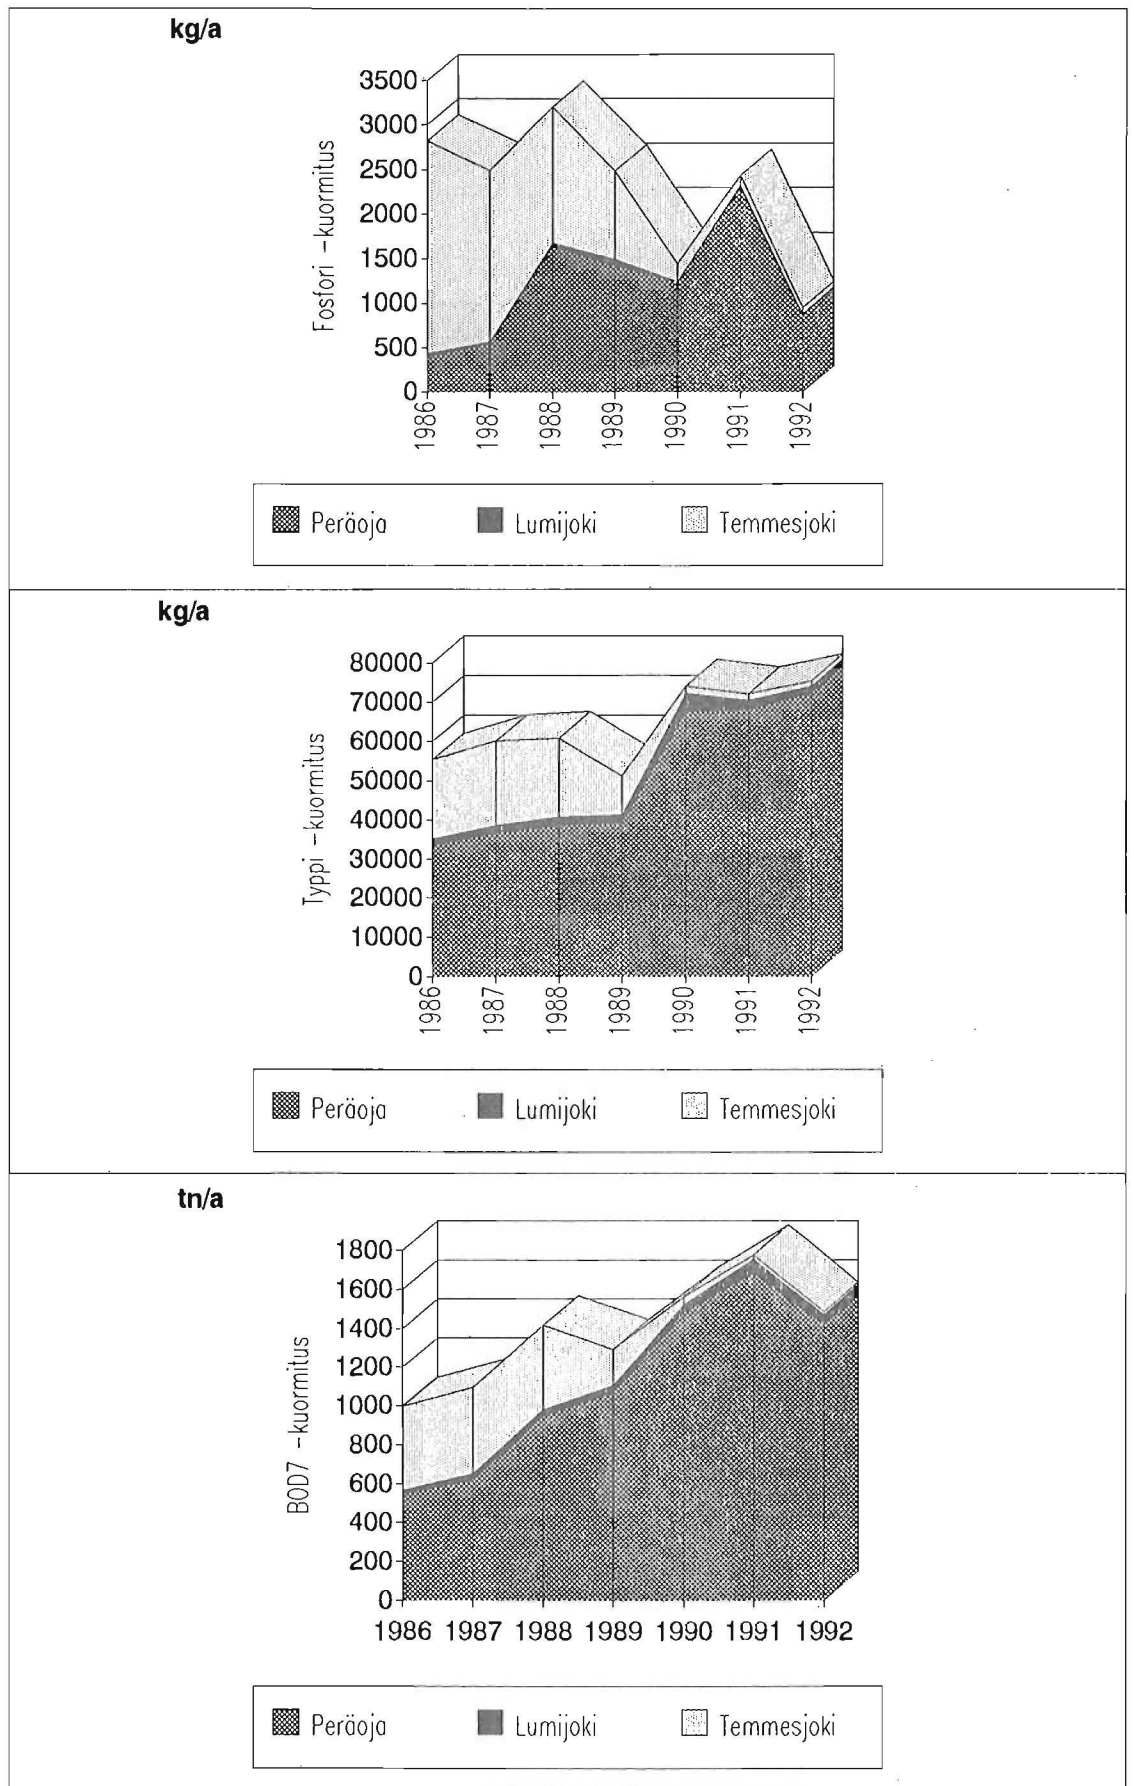 kg/a
Fosfori -kuormitus
3500
3000
2500
2000
1500
1000
500
0
1986 1987 1988 1989 1990 1991 1992
Peräoja Lumijoki Temmesjoki
kg/a
Typpi -kuormitus
80000
70000
60000
50000
40000
30000
20000
10000
0
1986 1987 1988 1989 1990 1991 1992
Peräoja Lumijoki Temmesjoki
tn/a
BOD7 -kuormitus
1800
1600
1400
1200
1000
800
600
400
200
0
1986 1987 1988 1989 1990 1991 1992
Peräoja Lumijoki Temmesjoki